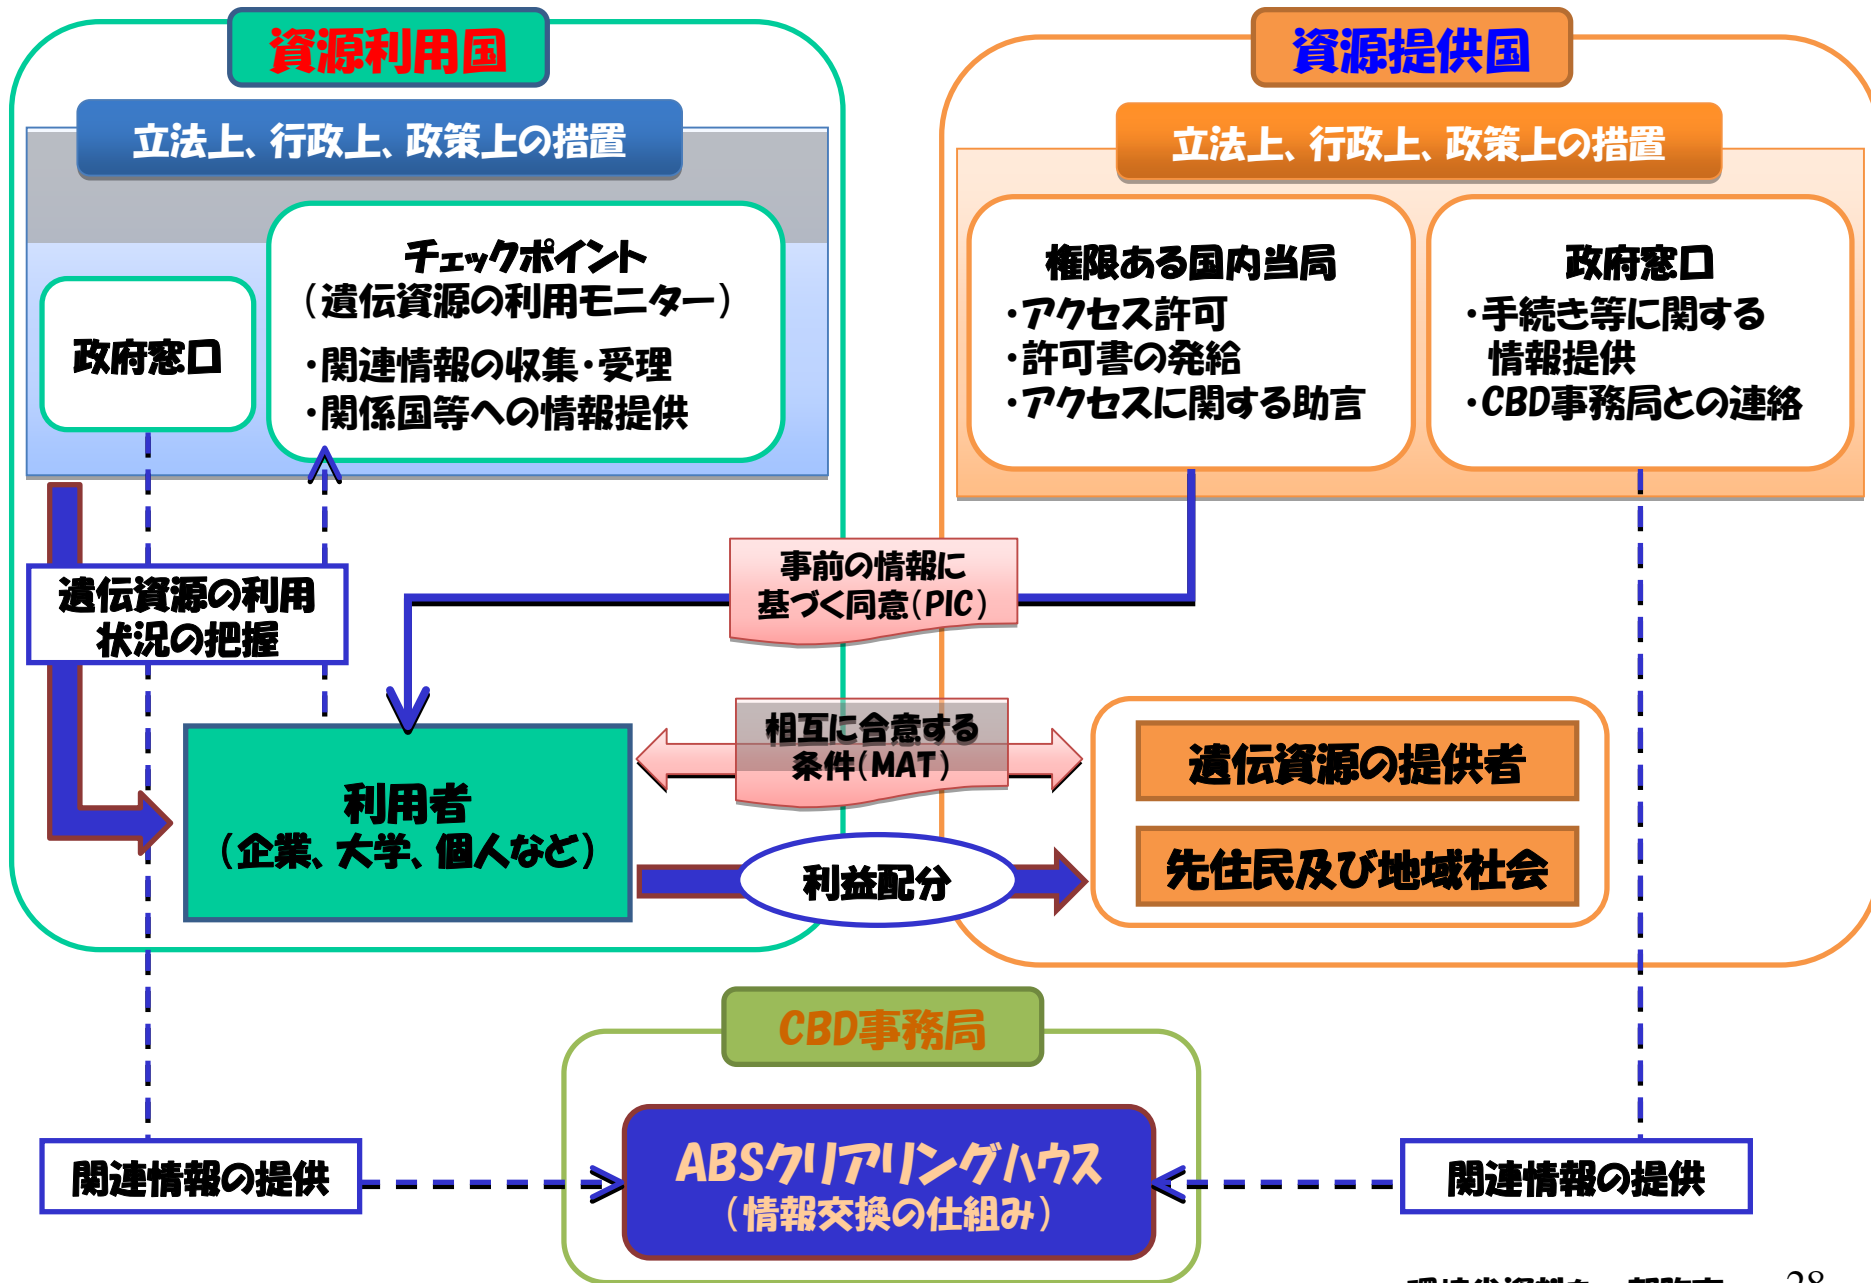 資源利用国
立法上、行政上、政策上の措置
政府窓口
チェックポイント
(遺伝資源の利用モニター)
・関連情報の収集・受理
・関係国等への情報提供
資源提供国
立法上、行政上、政策上の措置
権限ある国内当局
・アクセス許可
・許可書の発給
・アクセスに関する助言
政府窓口
・手続き等に関する
情報提供
・CBD事務局との連絡
遺伝資源の利用
状況の把握
事前の情報に
基づく同意(PIC)
相互に合意する
条件(MAT)
利用者
(企業、大学、個人など)
利益配分
遺伝資源の提供者
先住民及び地域社会
CBD事務局
ABSクリアリングハウス
(情報交換の仕組み)
関連情報の提供
関連情報の提供
28